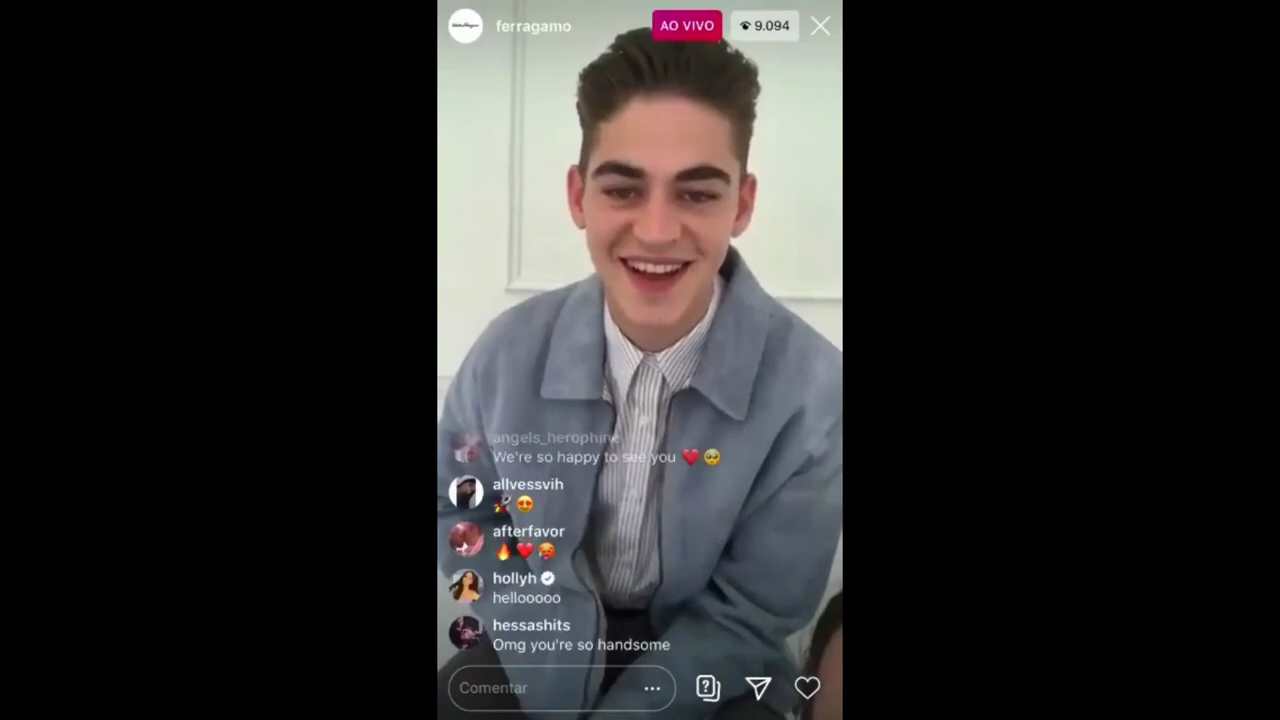 ferragamo
AO VIVO
9.094
angels_herophine
We're so happy to see you ❤️ 🥺
allvessvih
🚀 😍
afterfavor
🔥 ❤️ 🥵
hollyh
hellooooo
hessashits
Omg you're so handsome
Comentar